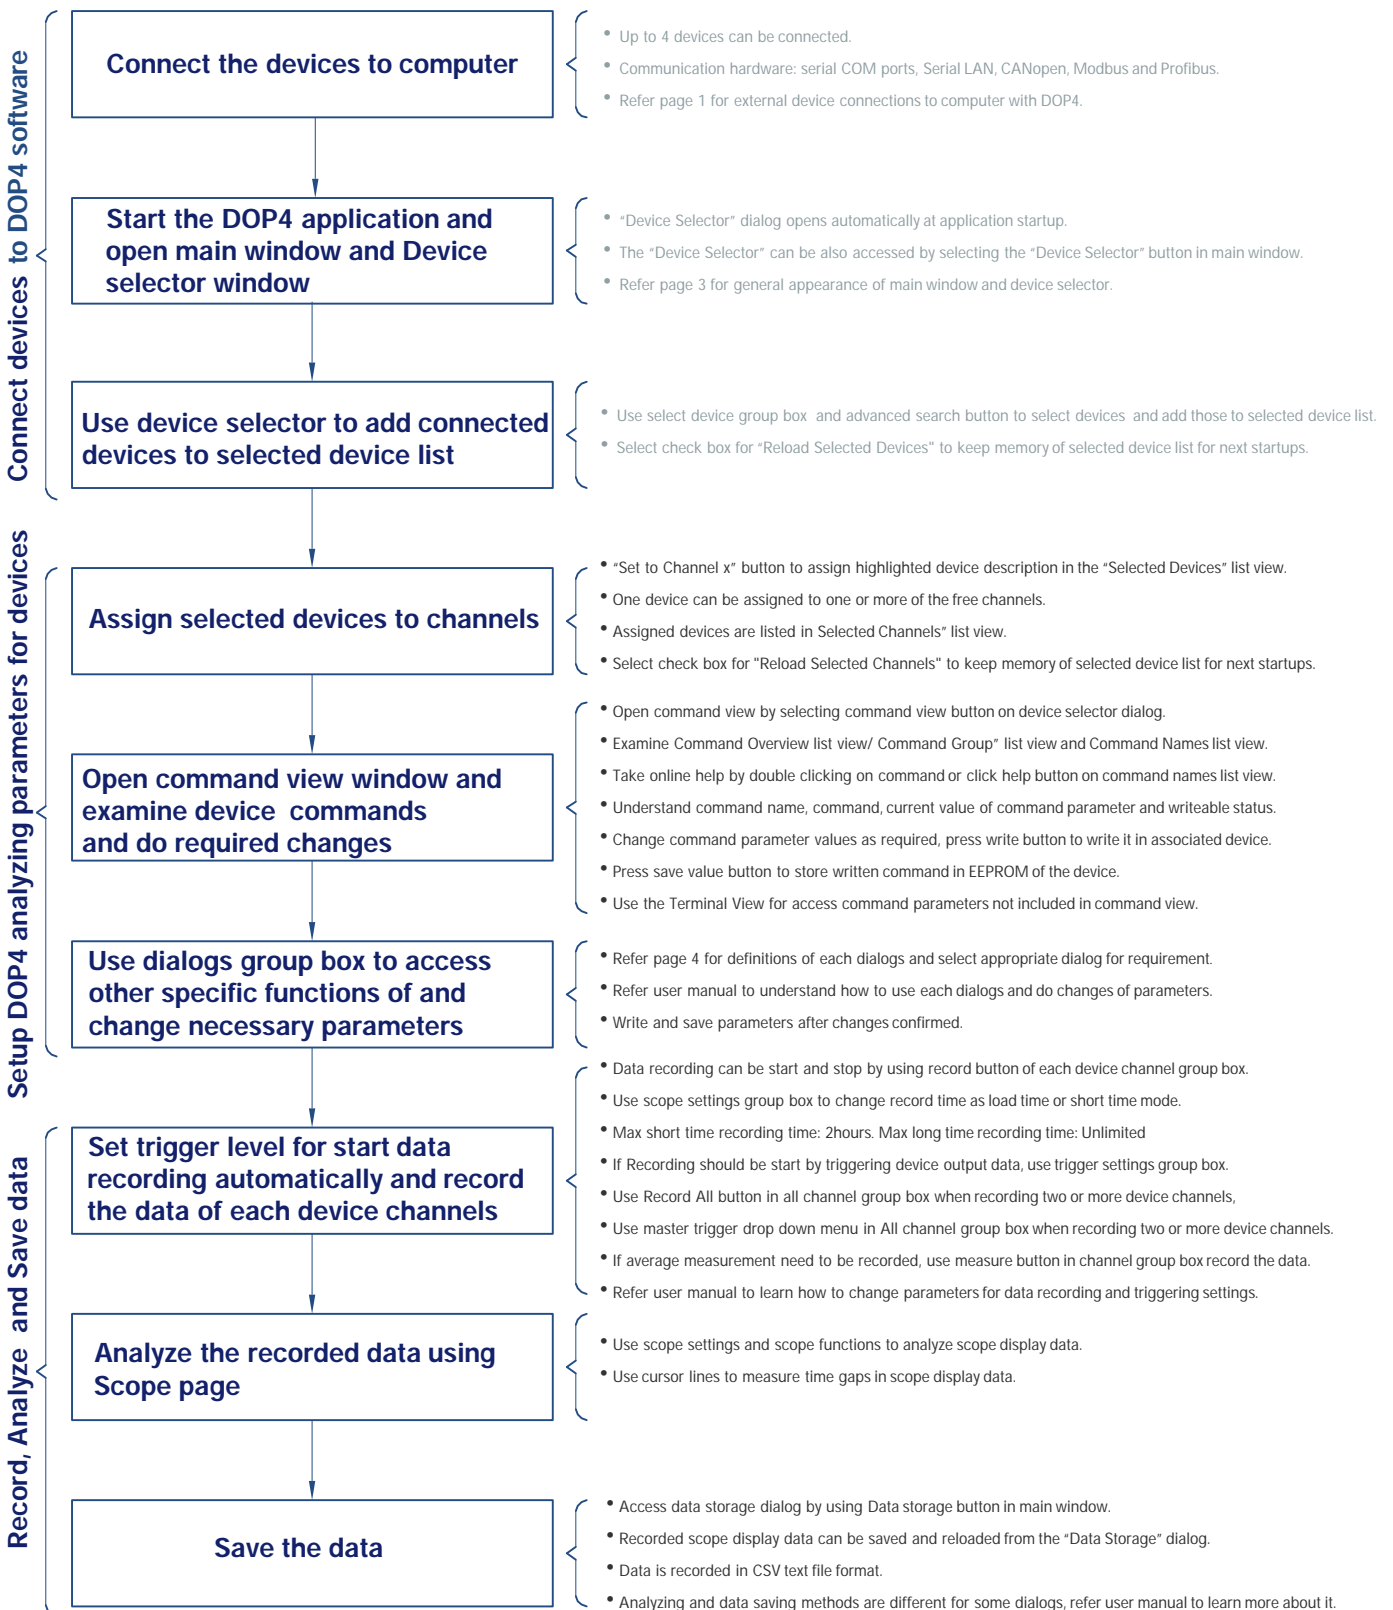 Connect devices to DOP4 software
Connect the devices to computer
• Up to 4 devices can be connected.
• Communication hardware: serial COM ports, Serial LAN, CANopen, Modbus and Profibus.
• Refer page 1 for external device connections to computer with DOP4.
Start the DOP4 application and
open main window and Device
selector window
• “Device Selector” dialog opens automatically at application startup.
• The “Device Selector” can be also accessed by selecting the “Device Selector” button in main window.
• Refer page 3 for general appearance of main window and device selector.
Use device selector to add connected
devices to selected device list
• Use select device group box and advanced search button to select devices and add those to selected device list.
• Select check box for “Reload Selected Devices" to keep memory of selected device list for next startups.
Setup DOP4 analyzing parameters for devices
Assign selected devices to channels
• “Set to Channel x” button to assign highlighted device description in the “Selected Devices” list view.
• One device can be assigned to one or more of the free channels.
• Assigned devices are listed in Selected Channels” list view.
• Select check box for "Reload Selected Channels" to keep memory of selected device list for next startups.
Open command view window and
examine device commands
and do required changes
• Open command view by selecting command view button on device selector dialog.
• Examine Command Overview list view/ Command Group” list view and Command Names list view.
• Take online help by double clicking on command or click help button on command names list view.
• Understand command name, command, current value of command parameter and writeable status.
• Change command parameter values as required, press write button to write it in associated device.
• Press save value button to store written command in EEPROM of the device.
• Use the Terminal View for access command parameters not included in command view.
Use dialogs group box to access
other specific functions of and
change necessary parameters
• Refer page 4 for definitions of each dialogs and select appropriate dialog for requirement.
• Refer user manual to understand how to use each dialogs and do changes of parameters.
• Write and save parameters after changes confirmed.
Record, Analyze and Save data
Set trigger level for start data
recording automatically and record
the data of each device channels
• Data recording can be start and stop by using record button of each device channel group box.
• Use scope settings group box to change record time as load time or short time mode.
• Max short time recording time: 2hours. Max long time recording time: Unlimited
• If Recording should be start by triggering device output data, use trigger settings group box.
• Use Record All button in all channel group box when recording two or more device channels,
• Use master trigger drop down menu in All channel group box when recording two or more device channels.
• If average measurement need to be recorded, use measure button in channel group box record the data.
• Refer user manual to learn how to change parameters for data recording and triggering settings.
Analyze the recorded data using
Scope page
• Use scope settings and scope functions to analyze scope display data.
• Use cursor lines to measure time gaps in scope display data.
Save the data
• Access data storage dialog by using Data storage button in main window.
• Recorded scope display data can be saved and reloaded from the “Data Storage” dialog.
• Data is recorded in CSV text file format.
• Analyzing and data saving methods are different for some dialogs, refer user manual to learn more about it.